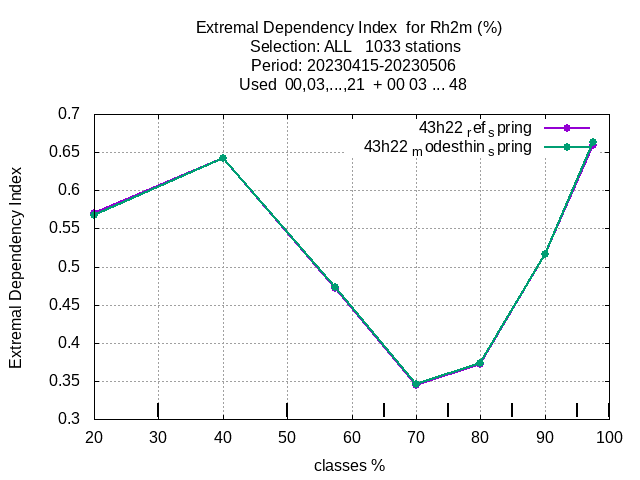 Extremal Dependency Index  for Rh2m (%)
Selection: ALL   1033 stations
Period: 20230415-20230506
Used  00,03,...,21  + 00 03 ... 48
43h22 ref spring
43h22 modesthin spring
Extremal Dependency Index
0.7
0.65
0.6
0.55
0.5
0.45
0.4
0.35
0.3
20 30 40 50 60 70 80 90 100
classes %